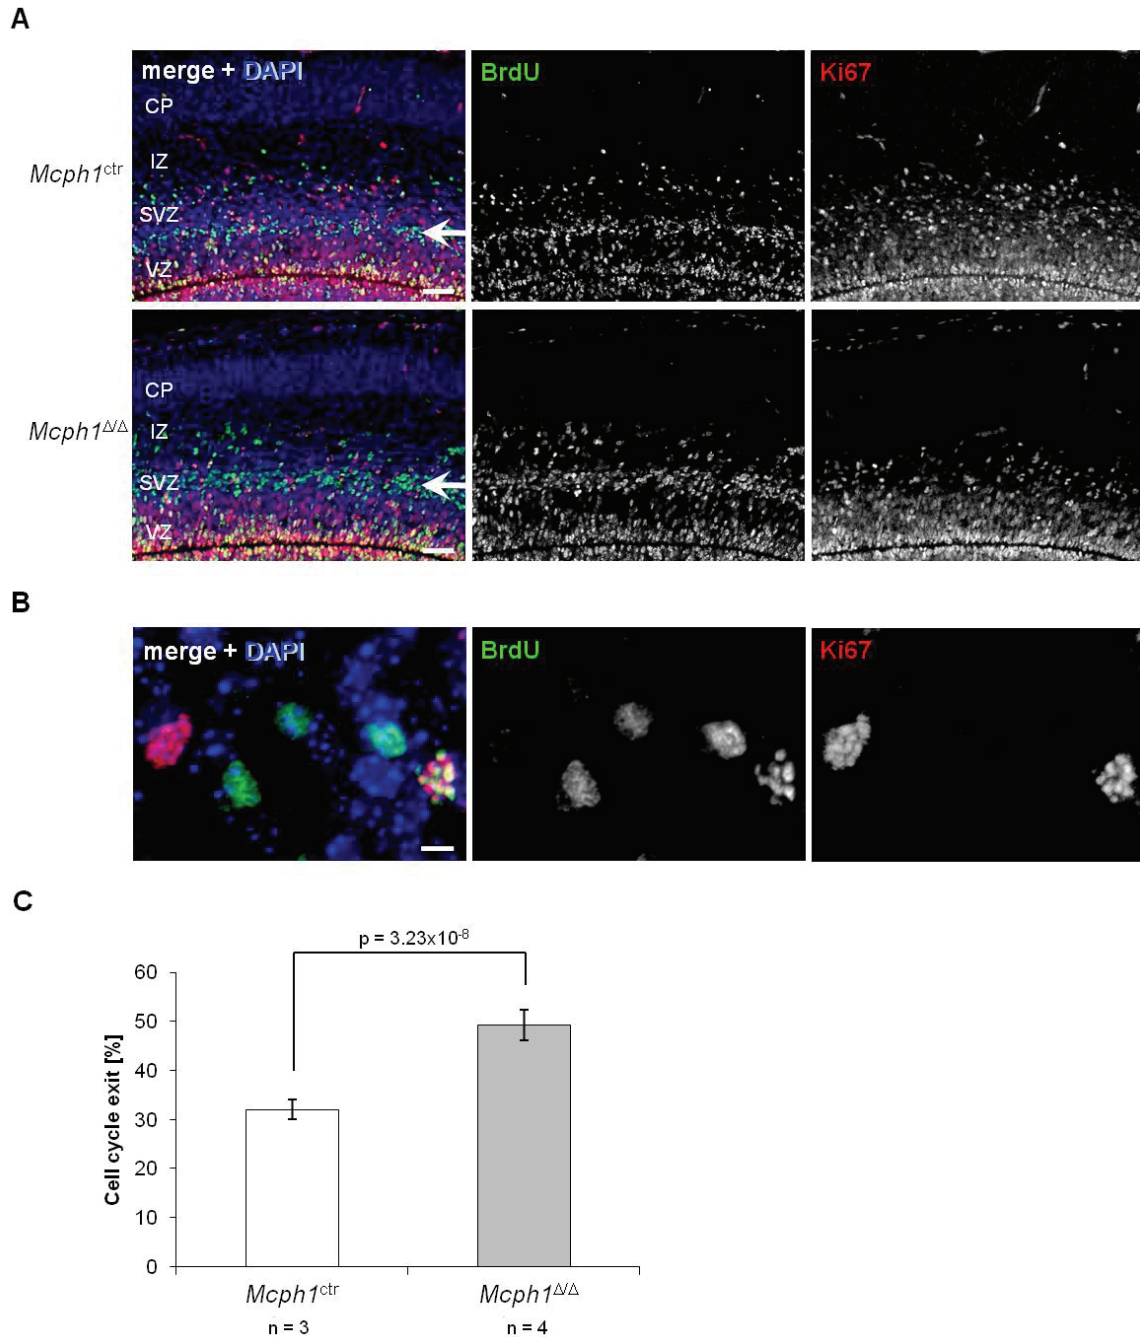 A
merge + DAPI
BrdU
Ki67
CP
IZ
SVZ
VZ
Mcph1ctr
CP
IZ
SVZ
VZ
Mcph1Δ/Δ
B
merge + DAPI
BrdU
Ki67
C
p = 3.23x10-8
Cell cycle exit [%]
60
50
40
30
20
10
0
Mcph1ctr
Mcph1Δ/Δ
n = 3
n = 4